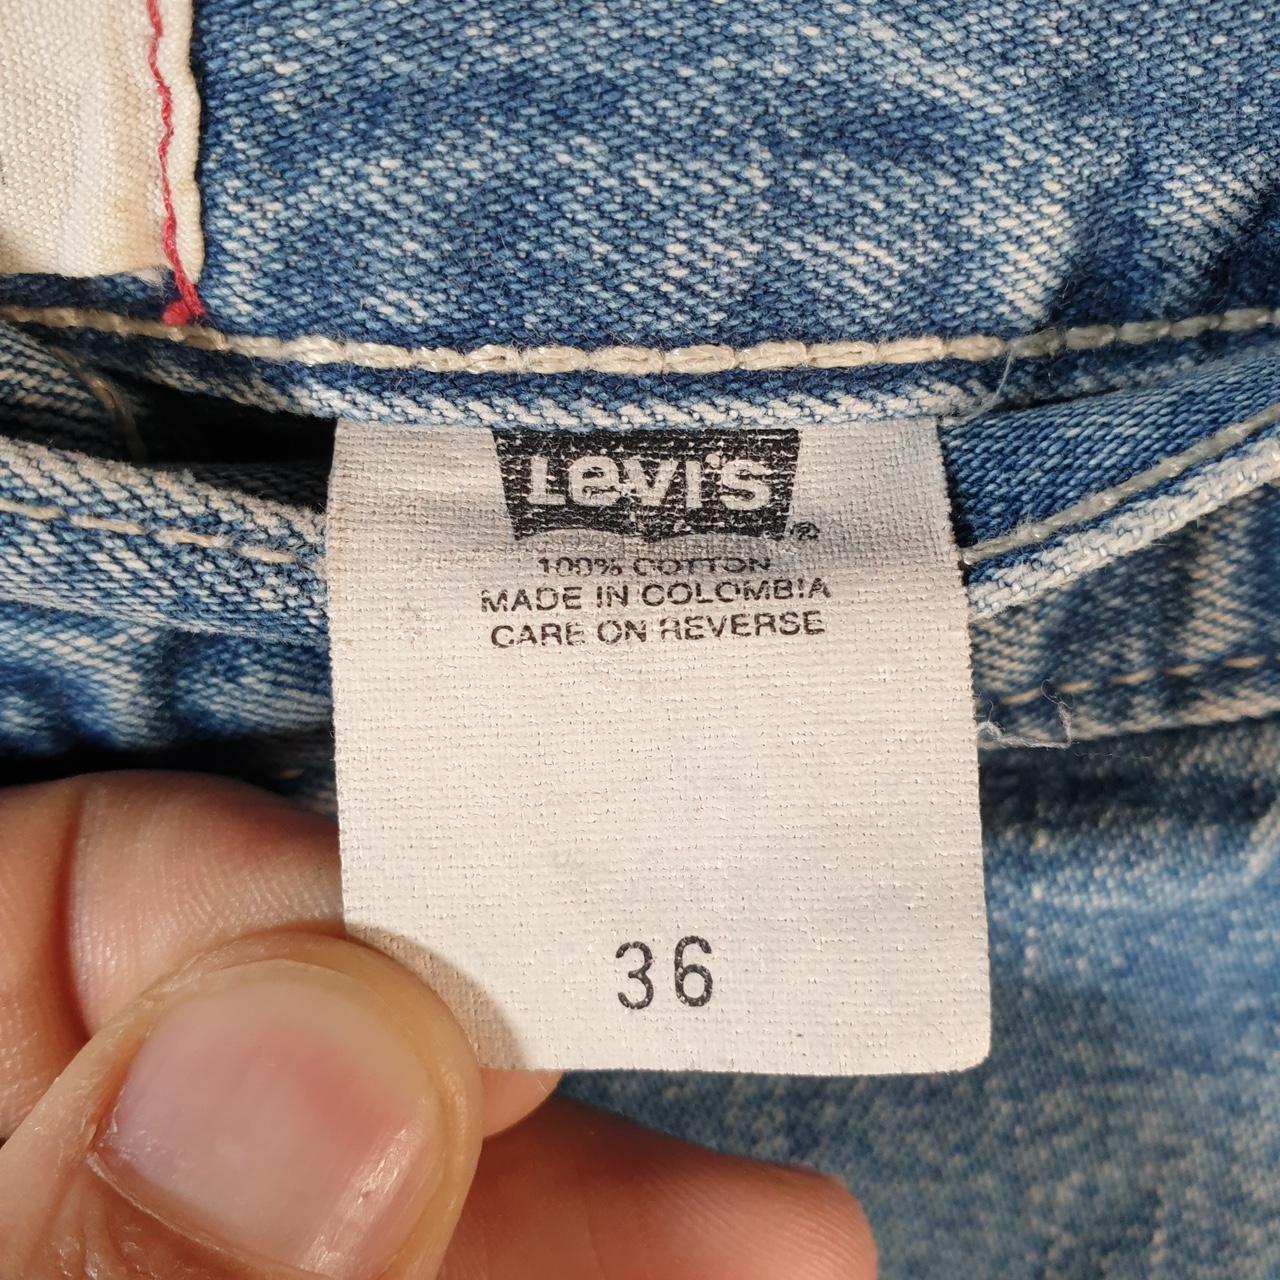 Levi's®
100% COTTON
MADE IN COLOMBIA
CARE ON REVERSE
36